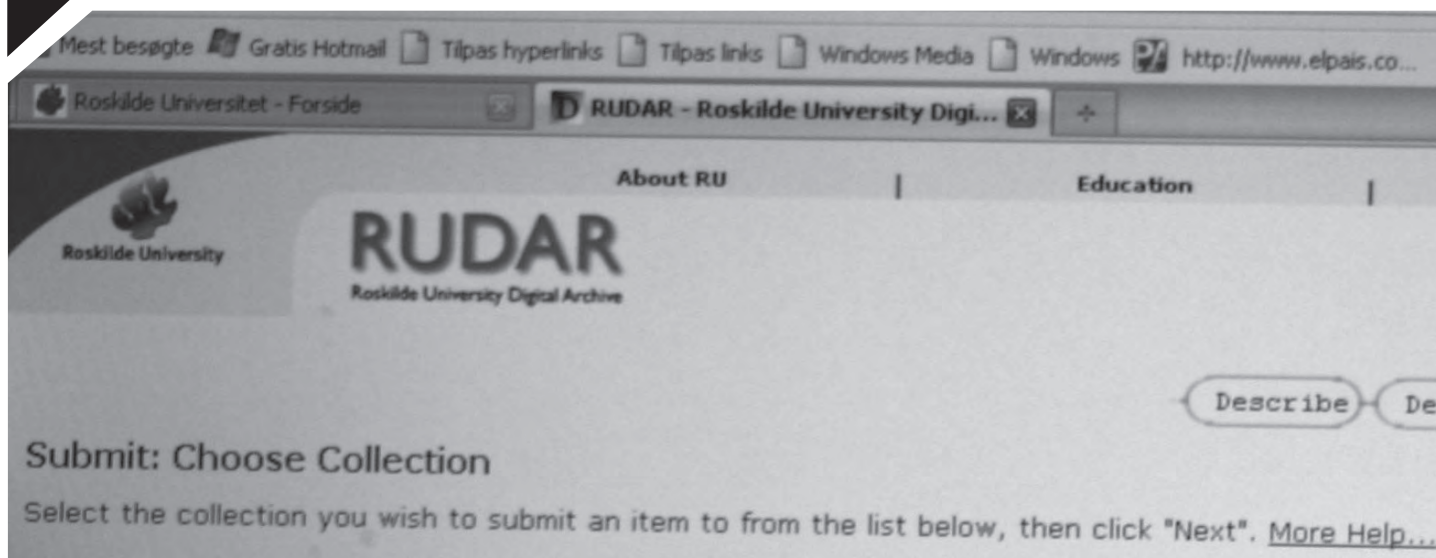 Mest besøgte Gratis Hotmail Tilpas hyperlinks Tilpas links Windows Media Windows http://www.elpais.co...
Roskilde Universitet - Forside RUDAR - Roskilde University Digi...
About RU | Education |
Roskilde University
RUDAR
Roskilde University Digital Archive
Describe De
Submit: Choose Collection
Select the collection you wish to submit an item to from the list below, then click "Next". More Help...